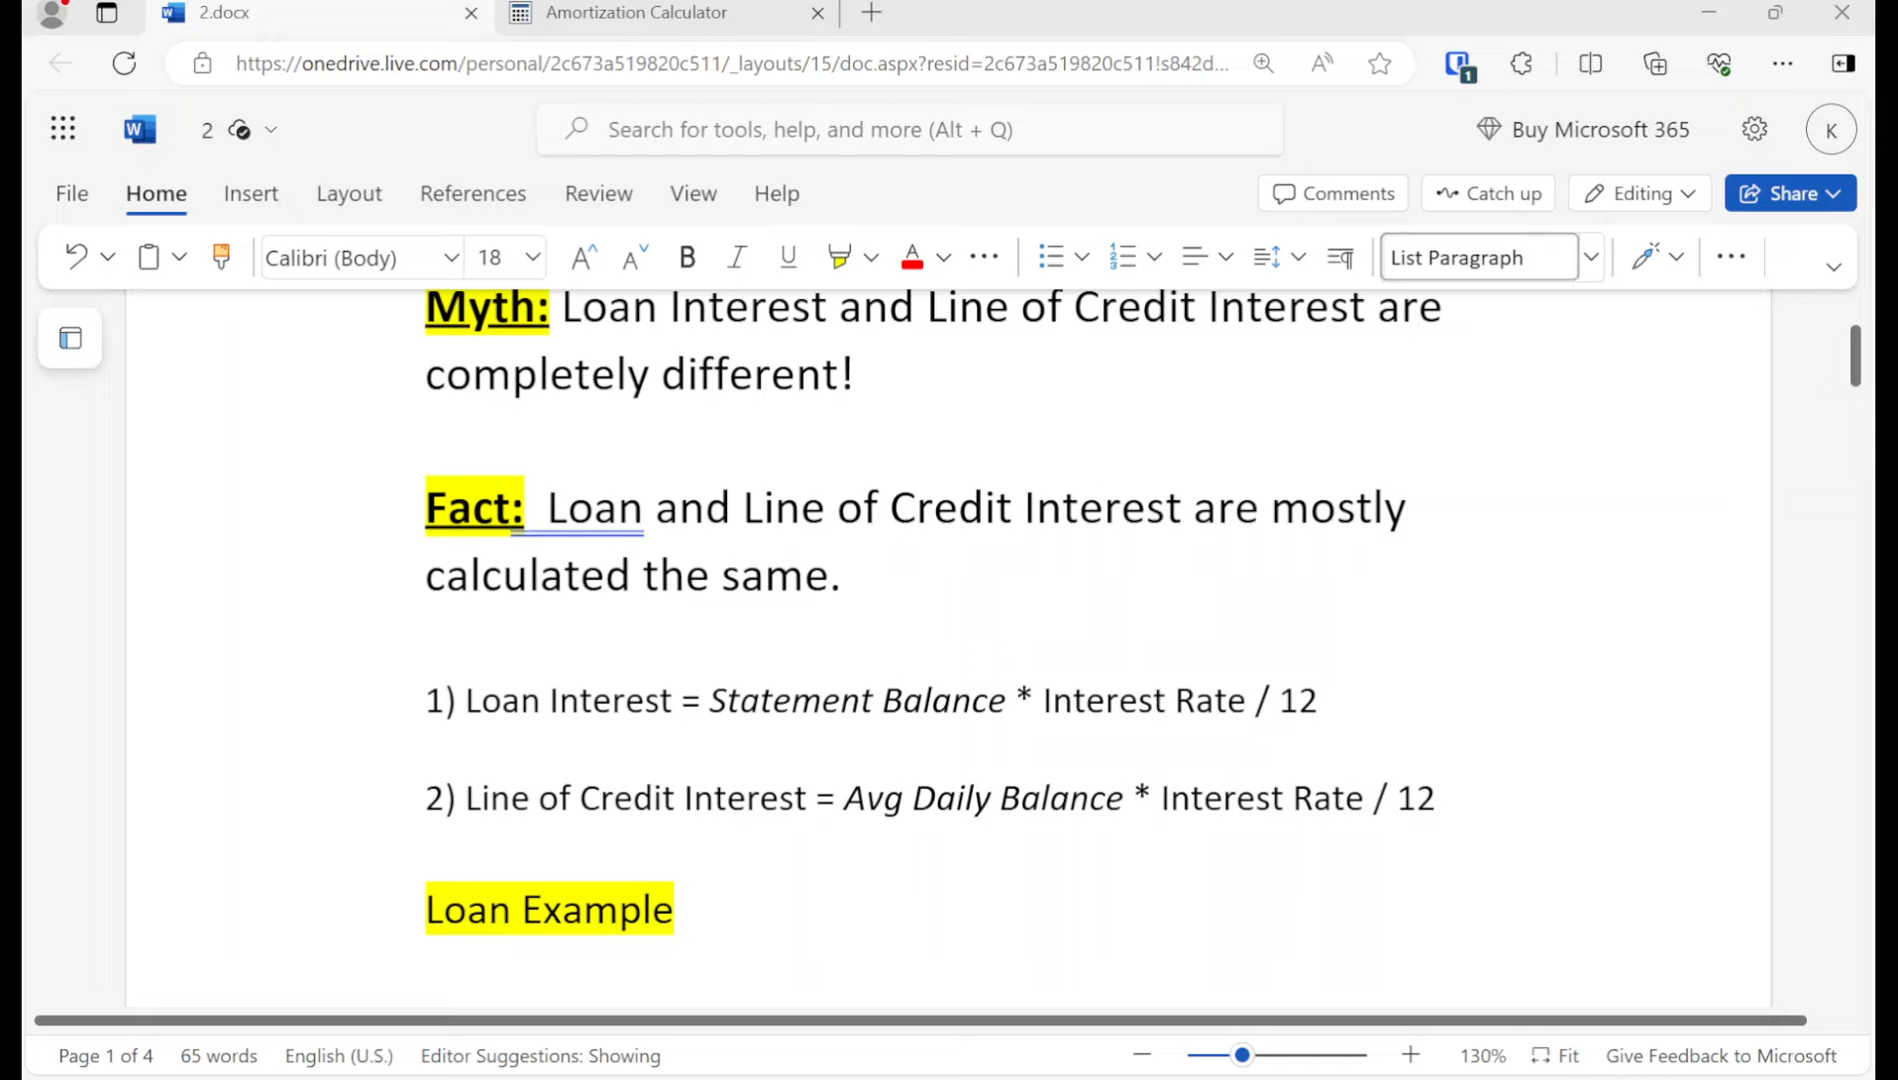 2.docx
Amortization Calculator
https://onedrive.live.com/personal/2c673a519820c511/_layouts/15/doc.aspx?resid=2c673a519820c511!s842d...
1
W
2
Search for tools, help, and more (Alt + Q)
Buy Microsoft 365
K
File
Home
Insert
Layout
References
Review
View
Help
Comments
Catch up
Editing
Share
Calibri (Body)
18
List Paragraph
Myth: Loan Interest and Line of Credit Interest are
completely different!
Fact: Loan and Line of Credit Interest are mostly
calculated the same.
1) Loan Interest = Statement Balance * Interest Rate / 12
2) Line of Credit Interest = Avg Daily Balance * Interest Rate / 12
Loan Example
Page 1 of 4
65 words
English (U.S.)
Editor Suggestions: Showing
130%
Fit
Give Feedback to Microsoft